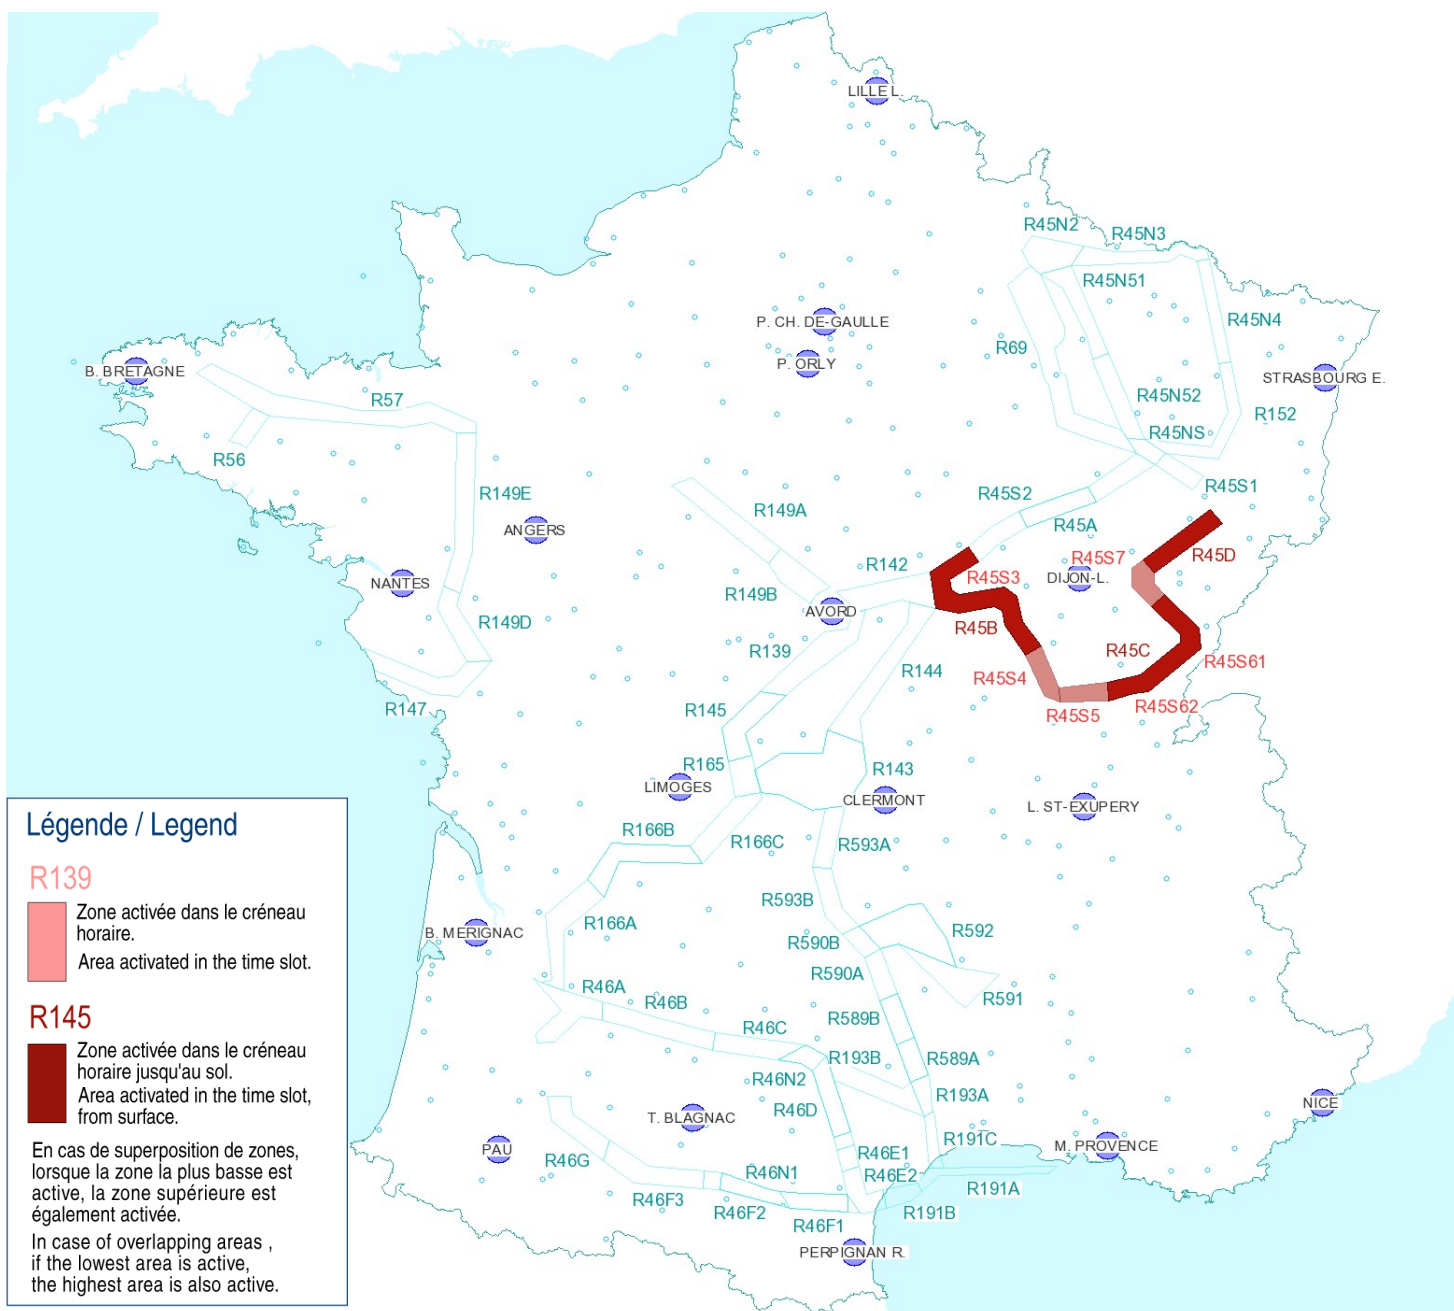 LILLE L.
R45N2
R45N3
R45N51
P. CH. DE-GAULLE
R45N4
R69
P. ORLY
B. BRETAGNE
STRASBOURG E.
R57
R45N52
R152
R45NS
R56
R149E
R45S2
R45S1
R149A
R45A
ANGERS
R45S7
R45D
R142
R45S3
DIJON-L.
NANTES
R149B
AVORD
R149D
R45B
R139
R45C
R45S61
R144
R45S4
R147
R145
R45S5
R45S62
R165
R143
LIMOGES
CLERMONT
L. ST-EXUPERY
R166B
R166C
R593A
R593B
R166A
B. MERIGNAC
R590B
R592
R590A
R46A
R46B
R591
R46C
R589B
R193B
R589A
R46N2
R193A
R46D
T. BLAGNAC
NICE
R191C
M. PROVENCE
PAU
R46G
R46E1
R46N1
R46E2
R191A
R46F3
R46F2
R46F1
R191B
PERPIGNAN R.
Légende / Legend
R139
Zone activée dans le créneau
horaire.
Area activated in the time slot.
R145
Zone activée dans le créneau
horaire jusqu'au sol.
Area activated in the time slot,
from surface.
En cas de superposition de zones,
lorsque la zone la plus basse est
active, la zone supérieure est
également activée.
In case of overlapping areas ,
if the lowest area is active,
the highest area is also active.